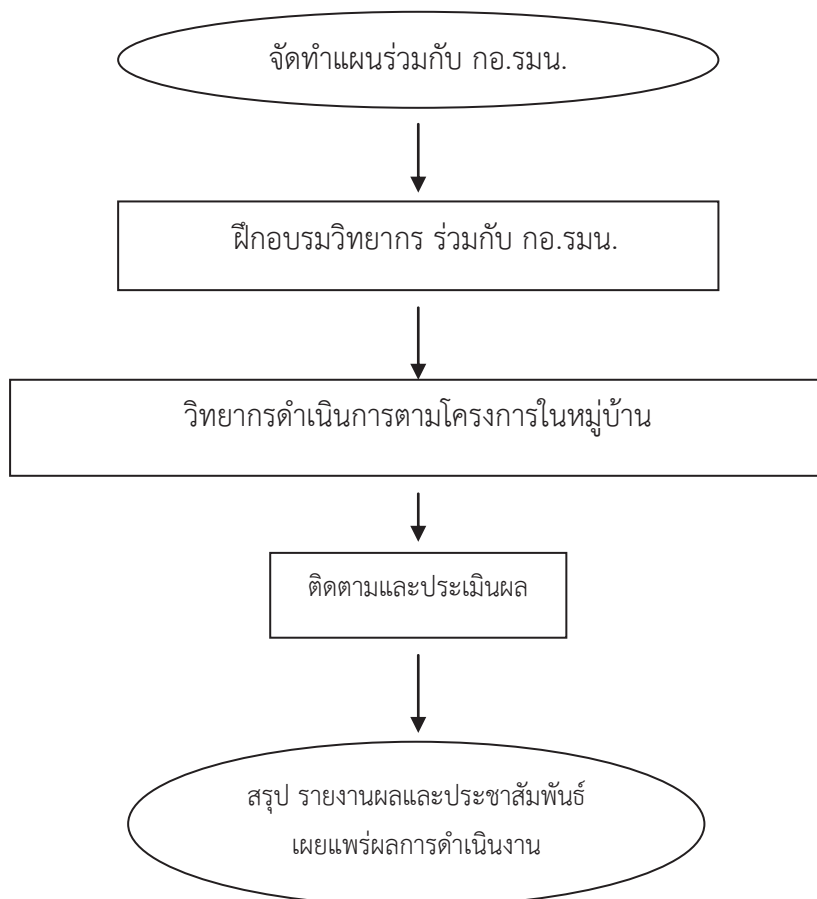 จัดทำแผนร่วมกับ กอ.รมน.
ฝึกอบรมวิทยากร ร่วมกับ กอ.รมน.
วิทยากรดำเนินการตามโครงการในหมู่บ้าน
ติดตามและประเมินผล
สรุป รายงานผลและประชาสัมพันธ์
เผยแพร่ผลการดำเนินงาน